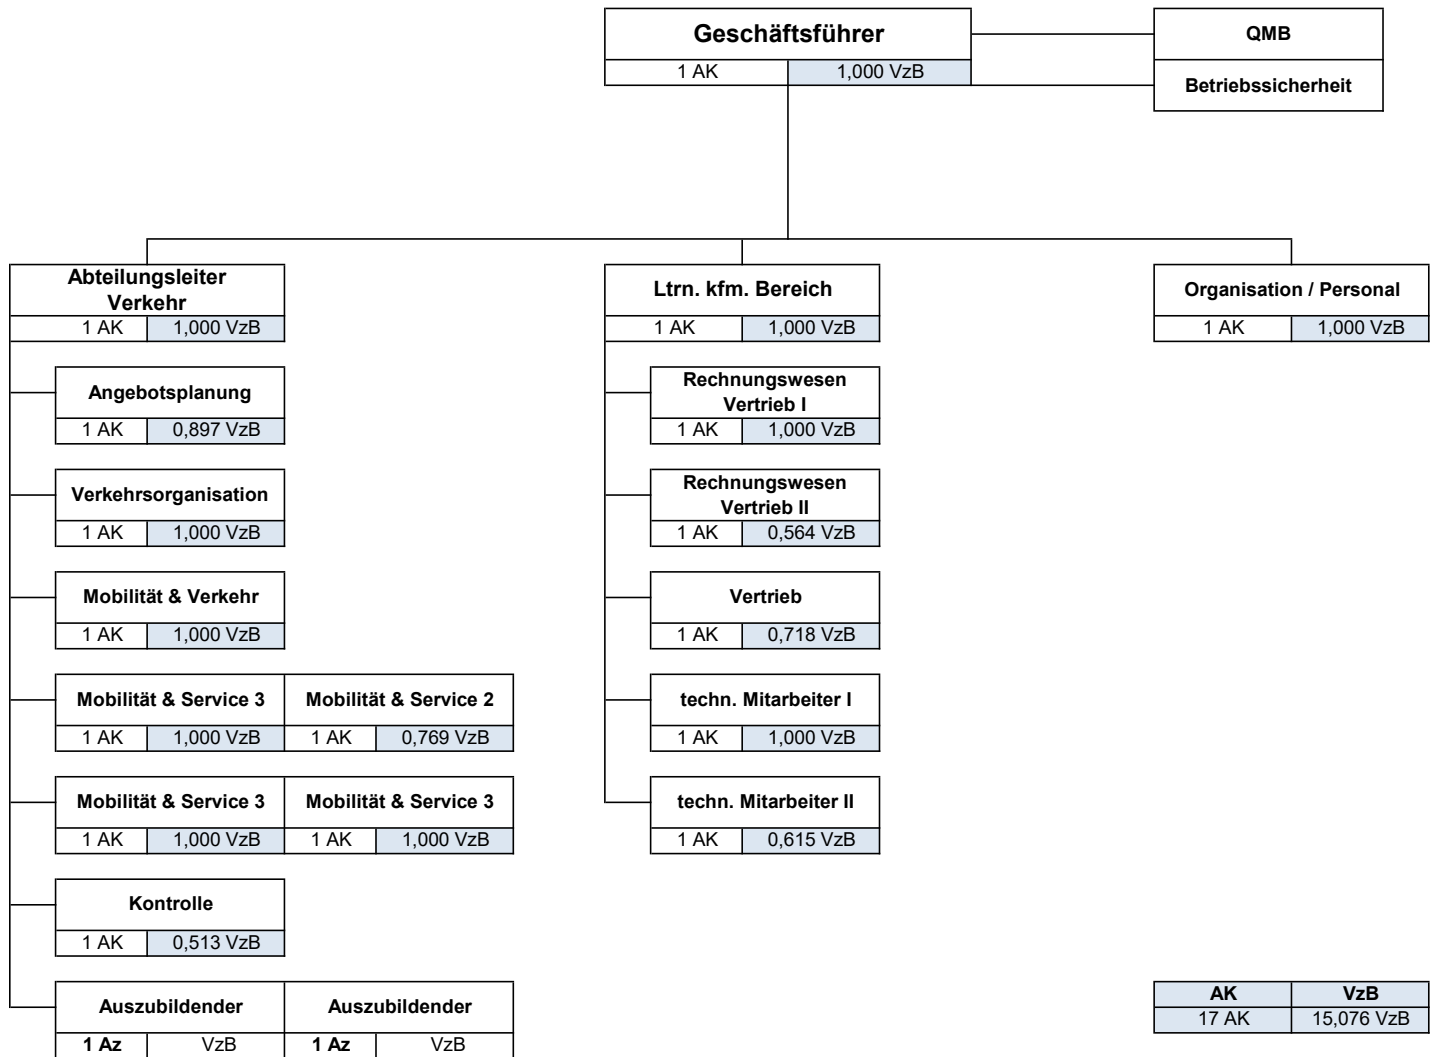 Geschäftsführer
1 AK 1,000 VzB
QMB
Betriebssicherheit
Abteilungsleiter
Verkehr
1 AK 1,000 VzB
Ltrn. kfm. Bereich
1 AK 1,000 VzB
Organisation / Personal
1 AK 1,000 VzB
Angebotsplanung
1 AK 0,897 VzB
Rechnungswesen
Vertrieb I
1 AK 1,000 VzB
Verkehrsorganisation
1 AK 1,000 VzB
Rechnungswesen
Vertrieb II
1 AK 0,564 VzB
Mobilität & Verkehr
1 AK 1,000 VzB
Vertrieb
1 AK 0,718 VzB
Mobilität & Service 3 Mobilität & Service 2
1 AK 1,000 VzB 1 AK 0,769 VzB
techn. Mitarbeiter I
1 AK 1,000 VzB
Mobilität & Service 3 Mobilität & Service 3
1 AK 1,000 VzB 1 AK 1,000 VzB
techn. Mitarbeiter II
1 AK 0,615 VzB
Kontrolle
1 AK 0,513 VzB
Auszubildender Auszubildender
1 Az VzB 1 Az VzB
AK VzB
17 AK 15,076 VzB